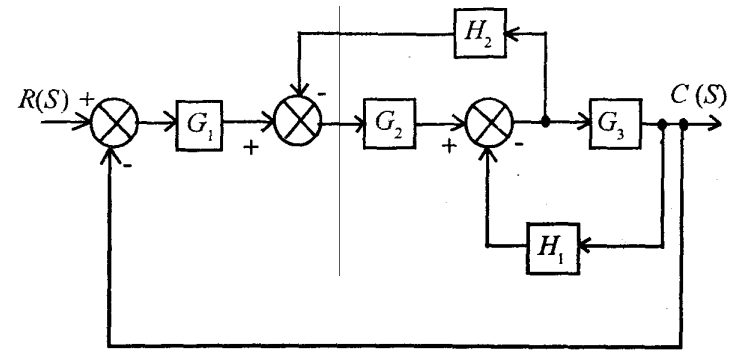 H₂
R(S) +
-
C (S)
G₁
G₂
G₃
+
+
-
-
H₁